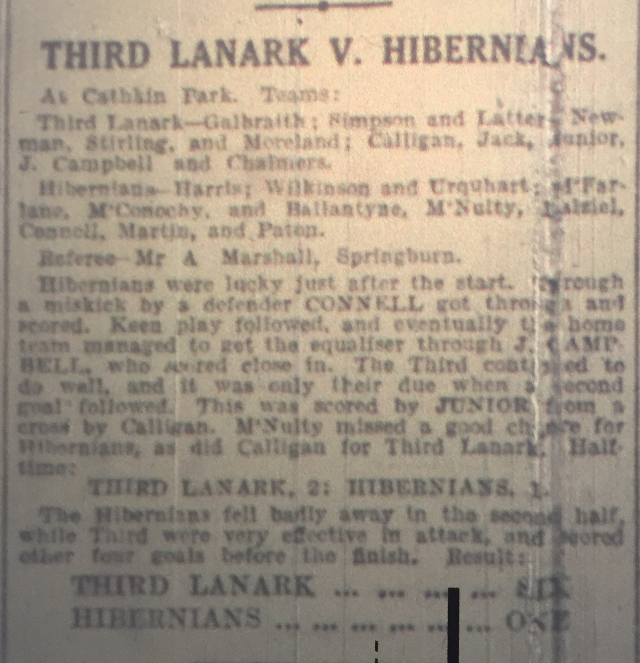 THIRD LANARK V. HIBERNIANS.
At Cathkin Park. Teams:
Third Lanark—Galbraith; Simpson and Latter; New-
man, Stirling, and Moreland; Calligan, Jack, Junior,
J. Campbell and Chalmers.
Hibernians—Harris; Wilkinson and Urquhart; M'Far-
lane, M'Conochy, and Ballantyne, M'Nulty, Dalziel,
Connell, Martin, and Paton.
Referee—Mr A Marshall, Springburn.
Hibernians were lucky just after the start. Through
a miskick by a defender CONNELL got through and
scored. Keen play followed, and eventually the home
team managed to get the equaliser through J. CAMP-
BELL, who scored close in. The Third continued to
do well, and it was only their due when a second
goal followed. This was scored by JUNIOR from a
cross by Calligan. M'Nulty missed a good chance for
Hibernians, as did Calligan for Third Lanark. Half-
time:
THIRD LANARK, 2; HIBERNIANS, 1.
The Hibernians fell badly away in the second half,
while Third were very effective in attack, and scored
other four goals before the finish. Result:
THIRD LANARK ... ... ... ... SIX
HIBERNIANS ... ... ... ... ... ... ONE